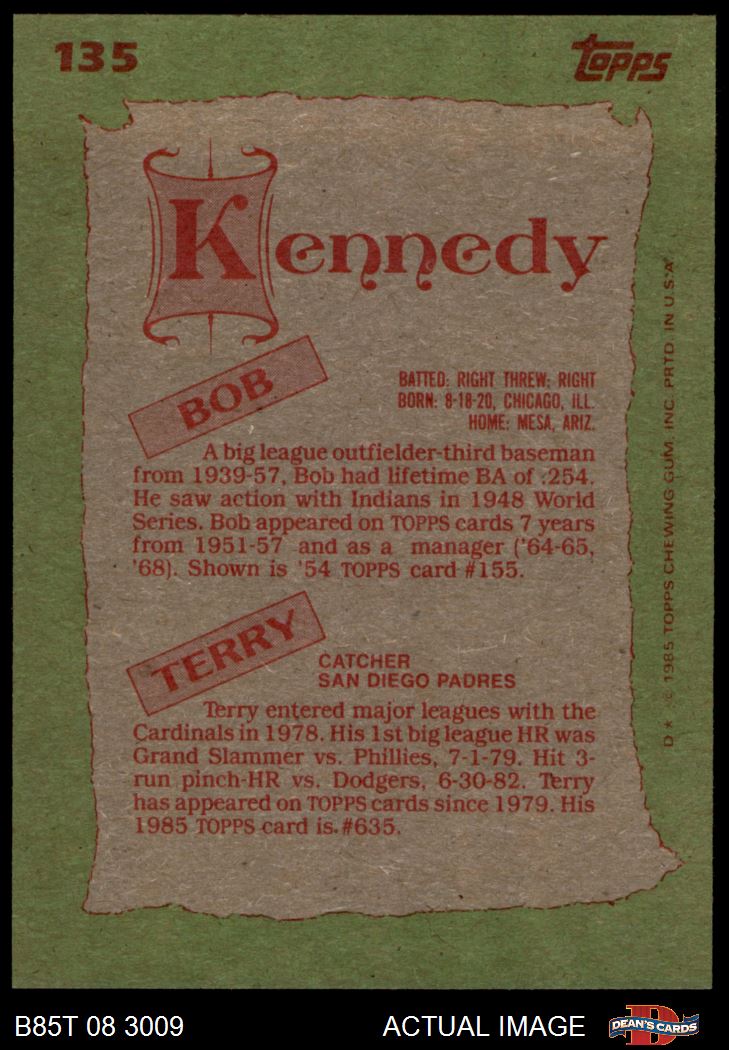 135
Topps
Kennedy
BOB
BATTED: RIGHT THREW: RIGHT
BORN: 8-18-20, CHICAGO, ILL.
HOME: MESA, ARIZ.
A big league outfielder-third baseman
from 1939-57, Bob had lifetime BA of .254.
He saw action with Indians in 1948 World
Series. Bob appeared on TOPPS cards 7 years
from 1951-57 and as a manager ('64-65,
'68). Shown is '54 TOPPS card #155.
TERRY
CATCHER
SAN DIEGO PADRES
Terry entered major leagues with the
Cardinals in 1978. His 1st big league HR was
Grand Slammer vs. Phillies, 7-1-79. Hit 3-
run pinch-HR vs. Dodgers, 6-30-82. Terry
has appeared on TOPPS cards since 1979. His
1985 TOPPS card is #635.
D* © 1985 TOPPS CHEWING GUM, INC. PRTD. IN U.S.A.
B85T 08 3009
ACTUAL IMAGE
D
DEAN'S CARDS